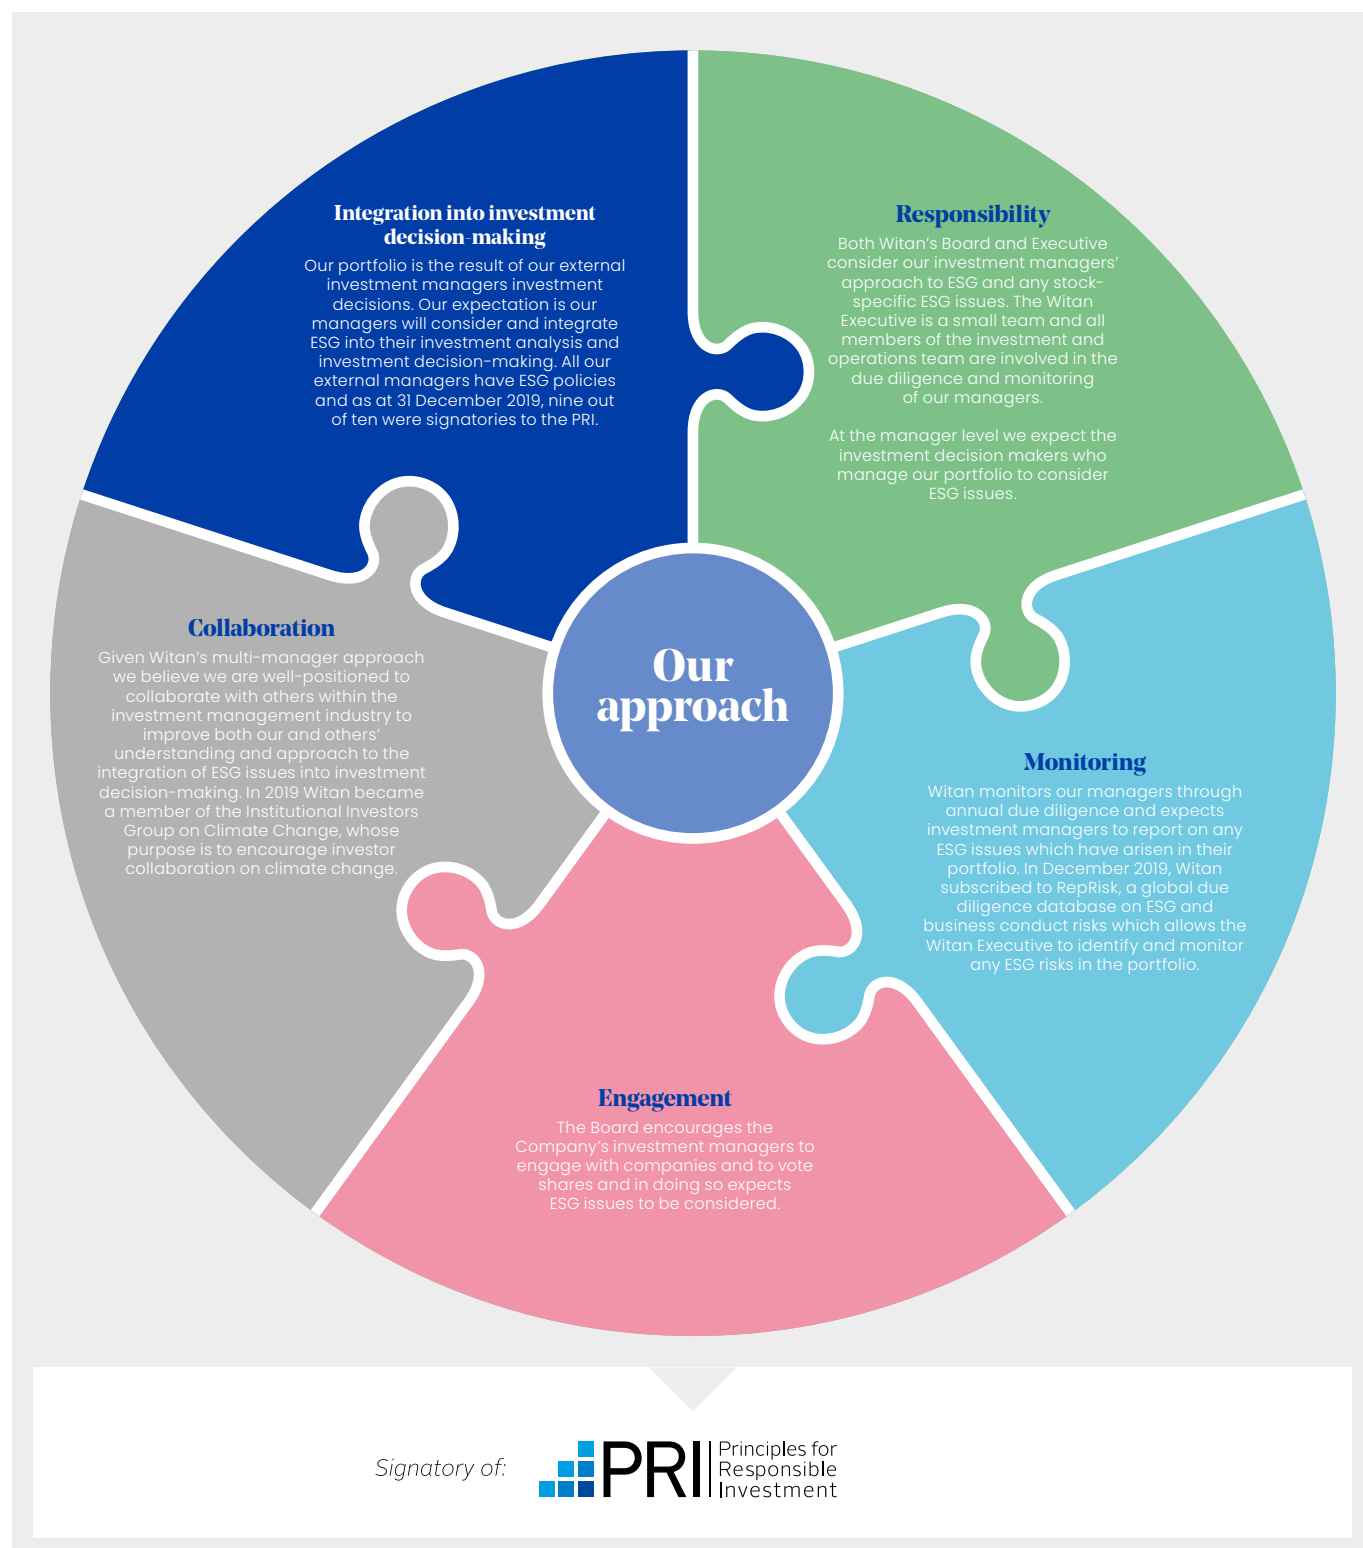 Integration into investment
decision-making
Our portfolio is the result of our external
investment managers investment
decisions. Our expectation is our
managers will consider and integrate
ESG into their investment analysis and
investment decision-making. All our
external managers have ESG policies
and as at 31 December 2019, nine out
of ten were signatories to the PRI.
Responsibility
Both Witan’s Board and Executive
consider our investment managers’
approach to ESG and any stock-
specific ESG issues. The Witan
Executive is a small team and all
members of the investment and
operations team are involved in the
due diligence and monitoring
of our managers.
At the manager level we expect the
investment decision makers who
manage our portfolio to consider
ESG issues.
Collaboration
Given Witan’s multi-manager approach
we believe we are well-positioned to
collaborate with others within the
investment management industry to
improve both our and others’
understanding and approach to the
integration of ESG issues into investment
decision-making. In 2019 Witan became
a member of the Institutional Investors
Group on Climate Change, whose
purpose is to encourage investor
collaboration on climate change.
Our
approach
Monitoring
Witan monitors our managers through
annual due diligence and expects
investment managers to report on any
ESG issues which have arisen in their
portfolio. In December 2019, Witan
subscribed to RepRisk, a global due
diligence database on ESG and
business conduct risks which allows the
Witan Executive to identify and monitor
any ESG risks in the portfolio.
Engagement
The Board encourages the
Company’s investment managers to
engage with companies and to vote
shares and in doing so expects
ESG issues to be considered.
Signatory of:
PRI
Principles for
Responsible
Investment